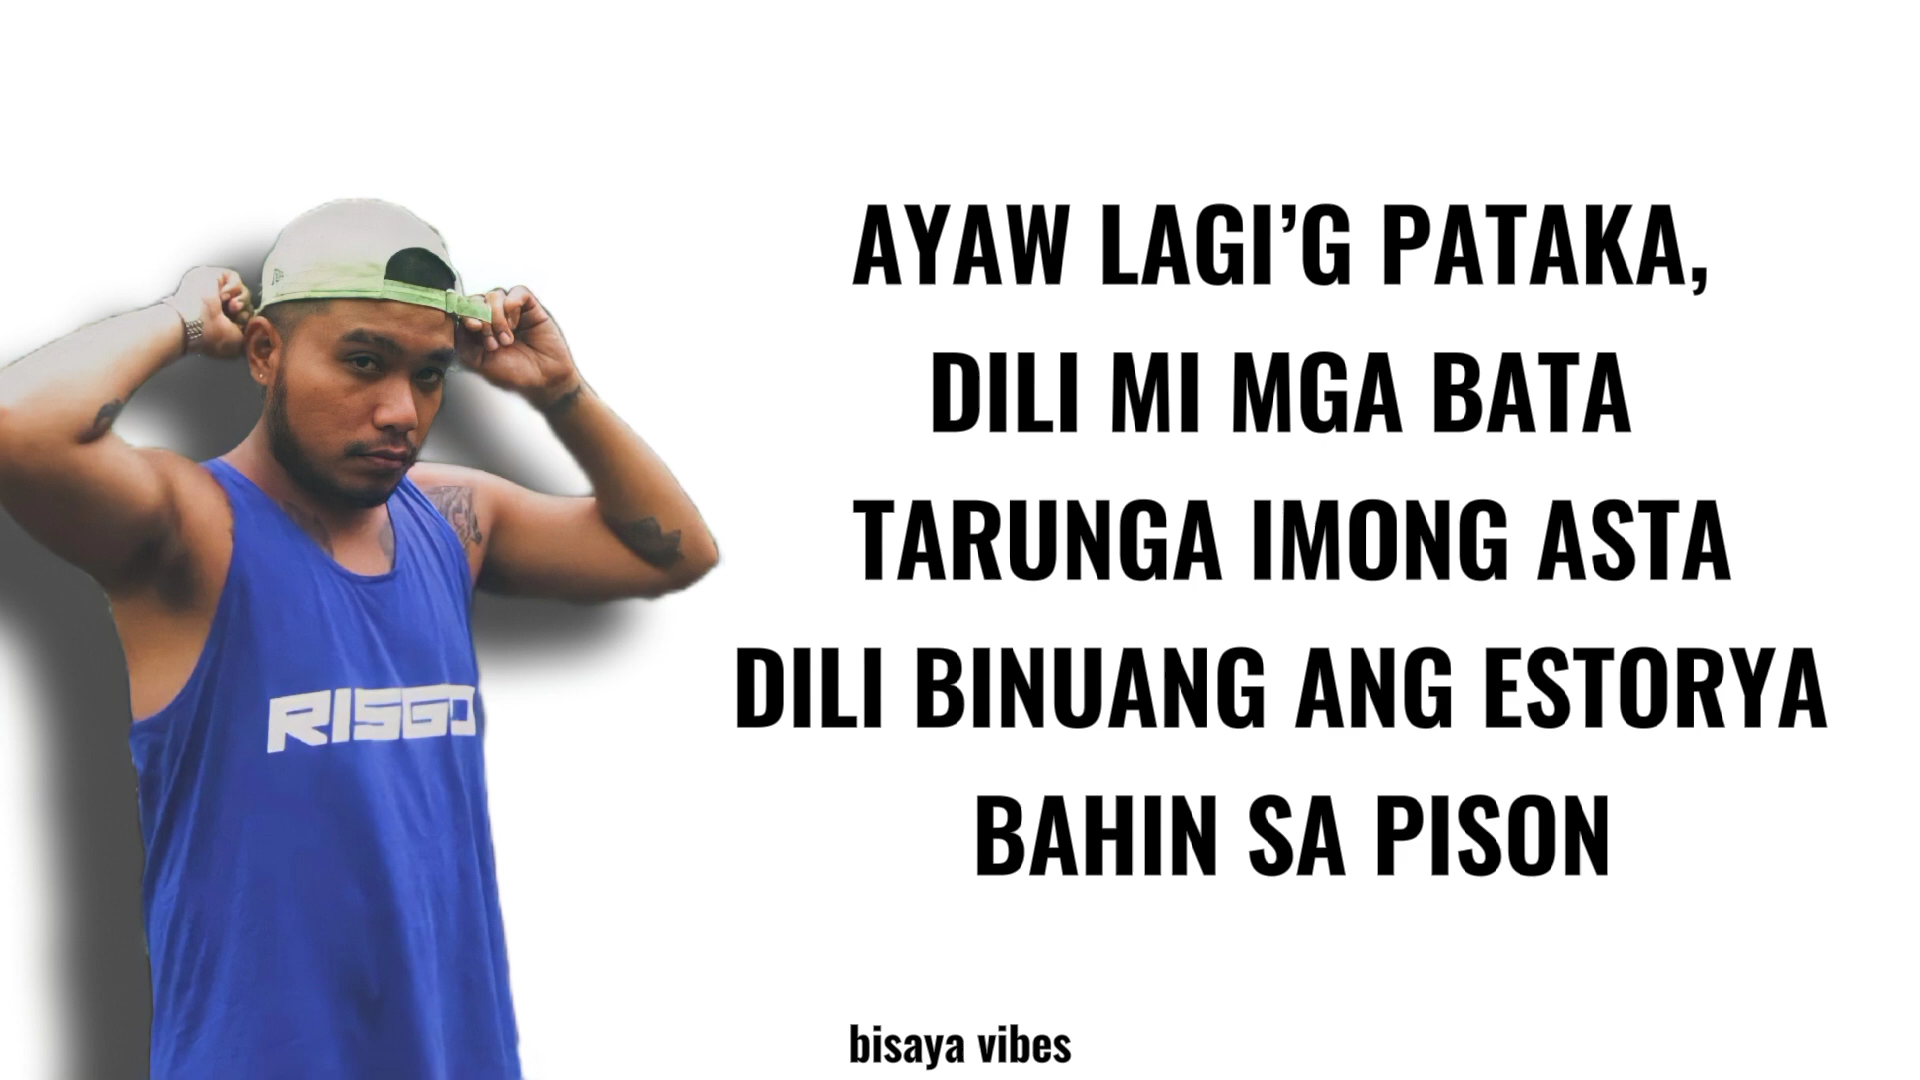 AYAW LAGI’G PATAKA,
DILI MI MGA BATA
TARUNGA IMONG ASTA
DILI BINUANG ANG ESTORYA
BAHIN SA PISON
RISGO
bisaya vibes